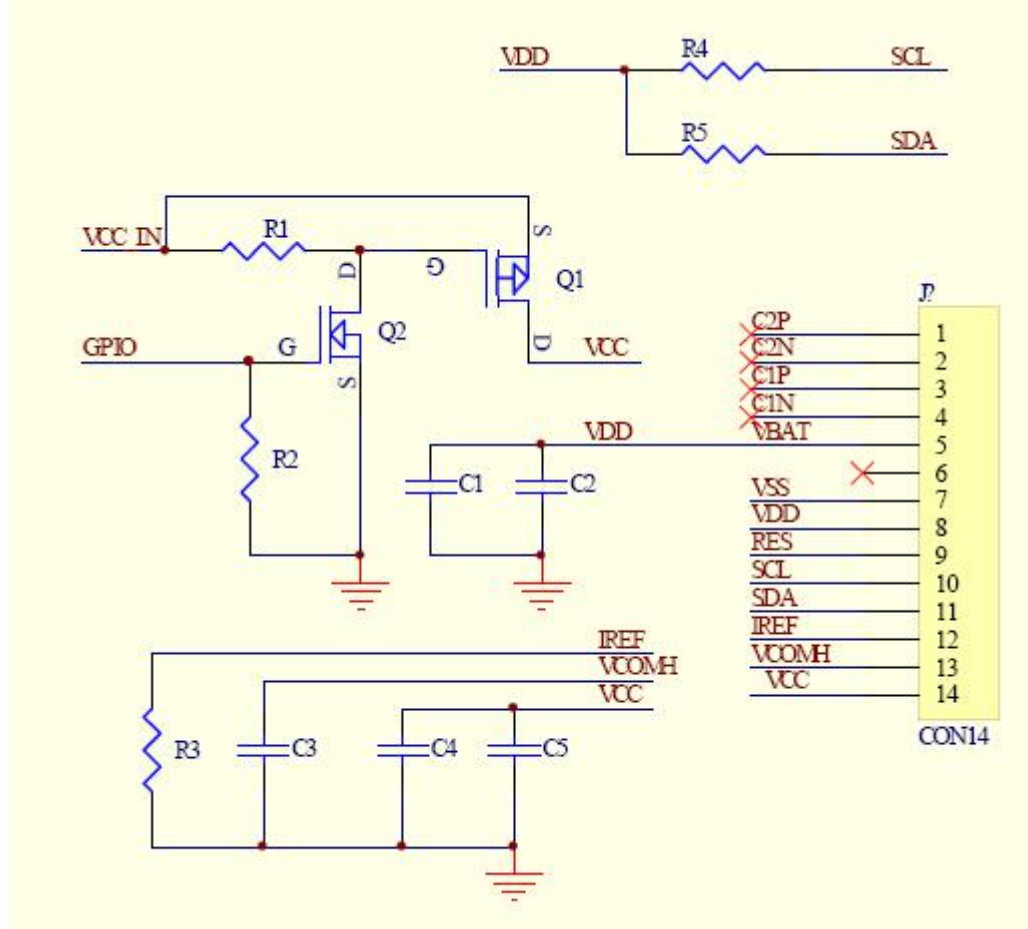 VDD R4 SCL
R5 SDA
VCC IN R1 S
D G Q1
GPIO G Q2 D VCC
S
R2
VDD
C1 C2
J?
C2P 1
C2N 2
C1P 3
C1N 4
VBAT 5
6
VSS 7
VDD 8
RES 9
SCL 10
SDA 11
IREF 12
VCOMH 13
VCC 14
CON14
IREF
VCOMH
VCC
R3 C3 C4 C5